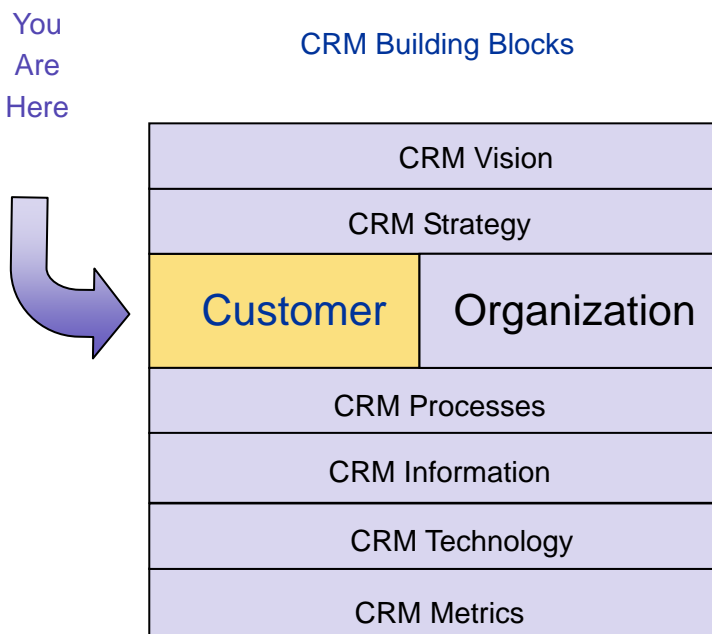 You
Are
Here
CRM Building Blocks
CRM Vision
CRM Strategy
Customer
Organization
CRM Processes
CRM Information
CRM Technology
CRM Metrics